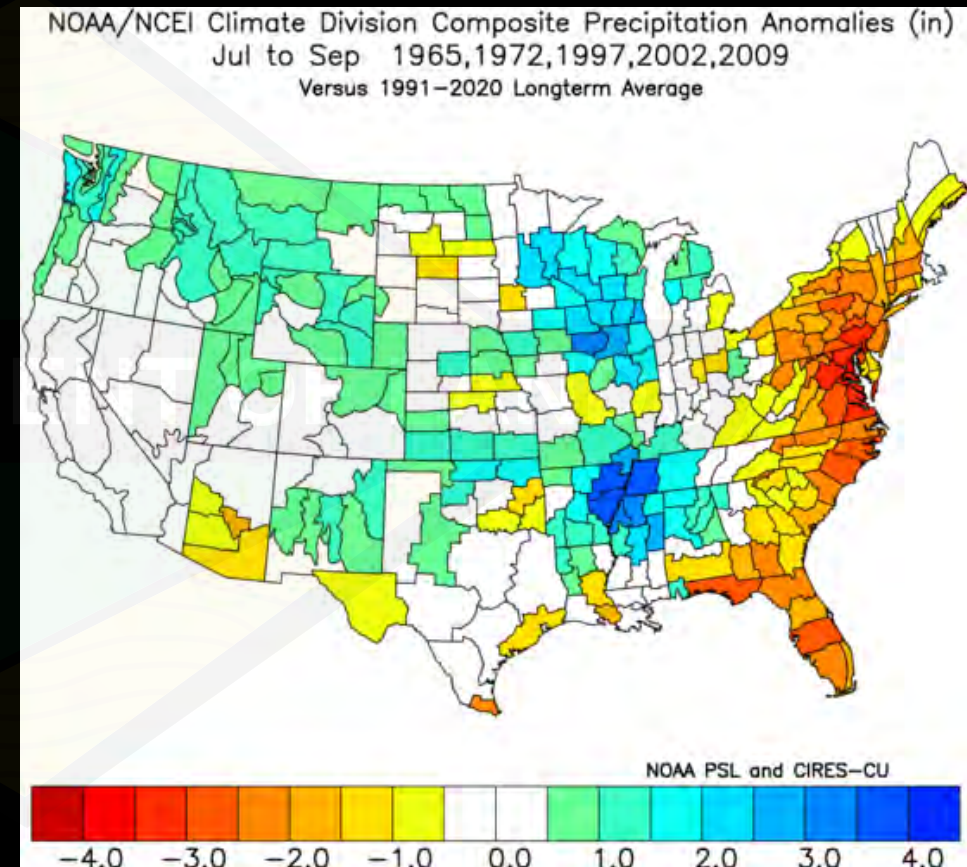 NOAA/NCEI Climate Division Composite Precipitation Anomalies (in)
Jul to Sep 1965,1972,1997,2002,2009
Versus 1991-2020 Longterm Average
NOAA PSL and CIRES-CU
-4.0 -3.0 -2.0 -1.0 0.0 1.0 2.0 3.0 4.0